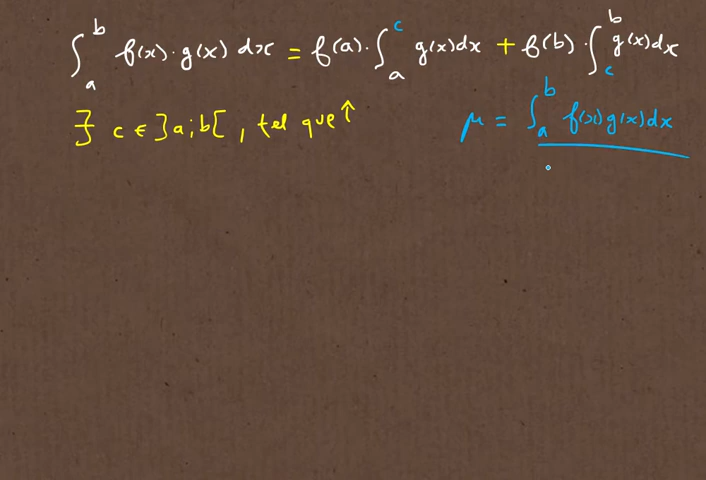 ∫_a^b f(x)·g(x) dx = f(a)·∫_a^c g(x)dx + f(b)·∫_c^b g(x)dx
∃ c ∈ ]a;b[ , tel que ↑
μ = ∫_a^b f(x)g(x)dx